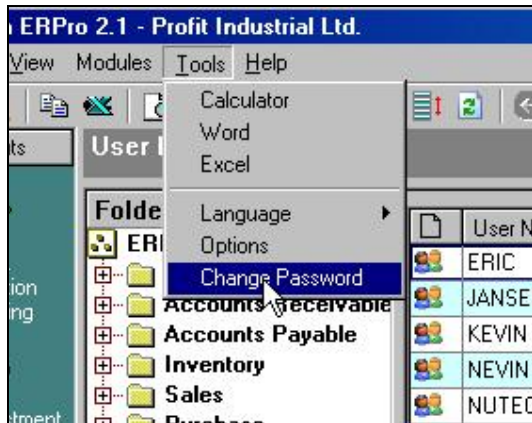 ERPro 2.1 - Profit Industrial Ltd.
View Modules Tools Help
Calculator
Word
Excel
Language
Options
Change Password
User
User N
ERIC
JANSE
KEVIN
NEVIN
NUTEC
Folde
ER
Accounts Receivable
Accounts Payable
Inventory
Sales